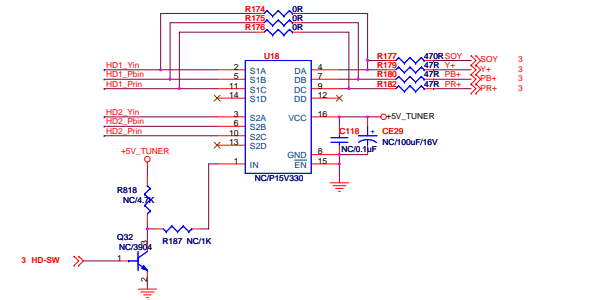 R174 0R
R175 0R
R176 0R
U18
HD1_Yin 2 S1A DA 4 R177 470R SOY SOY 3
HD1_Pbin 5 S1B DB 7 R179 47R Y+ Y+ 3
HD1_Prin 11 S1C DC 9 R180 47R PB+ PB+ 3
14 S1D DD 12 R182 47R PR+ PR+ 3
HD2_Yin 3 S2A VCC 16 +5V_TUNER
HD2_Pbin 6 S2B
HD2_Prin 10 S2C C118 + CE29
13 S2D NC/0.1uF NC/100uF/16V
+5V_TUNER GND 8
1 IN EN 15
NC/P15V330
R818
NC/4.7K
Q32
NC/3904 3 R187 NC/1K
3 HD-SW 1
2